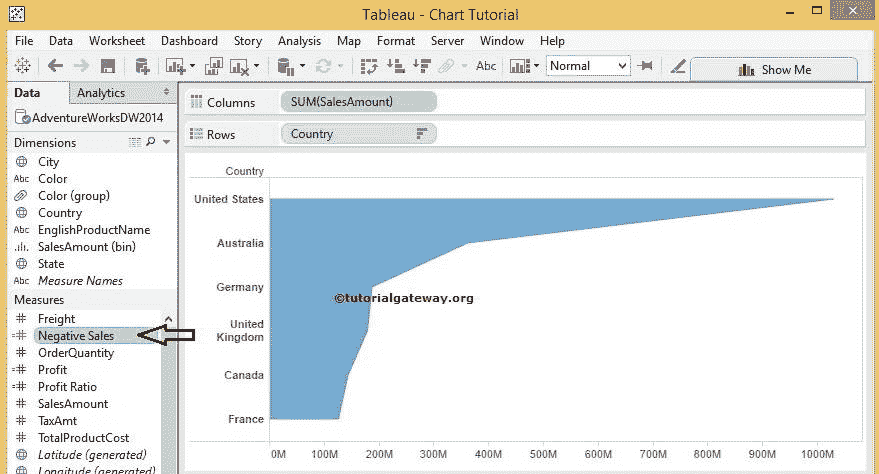 Tableau - Chart Tutorial
File Data Worksheet Dashboard Story Analysis Map Format Server Window Help
Abc Normal Show Me
Data Analytics
AdventureWorksDW2014
Dimensions
City
Abc Color
Color (group)
Country
Abc EnglishProductName
SalesAmount (bin)
State
Abc Measure Names
Measures
Freight
Negative Sales
OrderQuantity
Profit
Profit Ratio
SalesAmount
TaxAmt
TotalProductCost
Latitude (generated)
Longitude (generated)
Columns SUM(SalesAmount)
Rows Country
Country
United States
Australia
Germany
United
Kingdom
Canada
France
©tutorialgateway.org
0M 100M 200M 300M 400M 500M 600M 700M 800M 900M 1000M